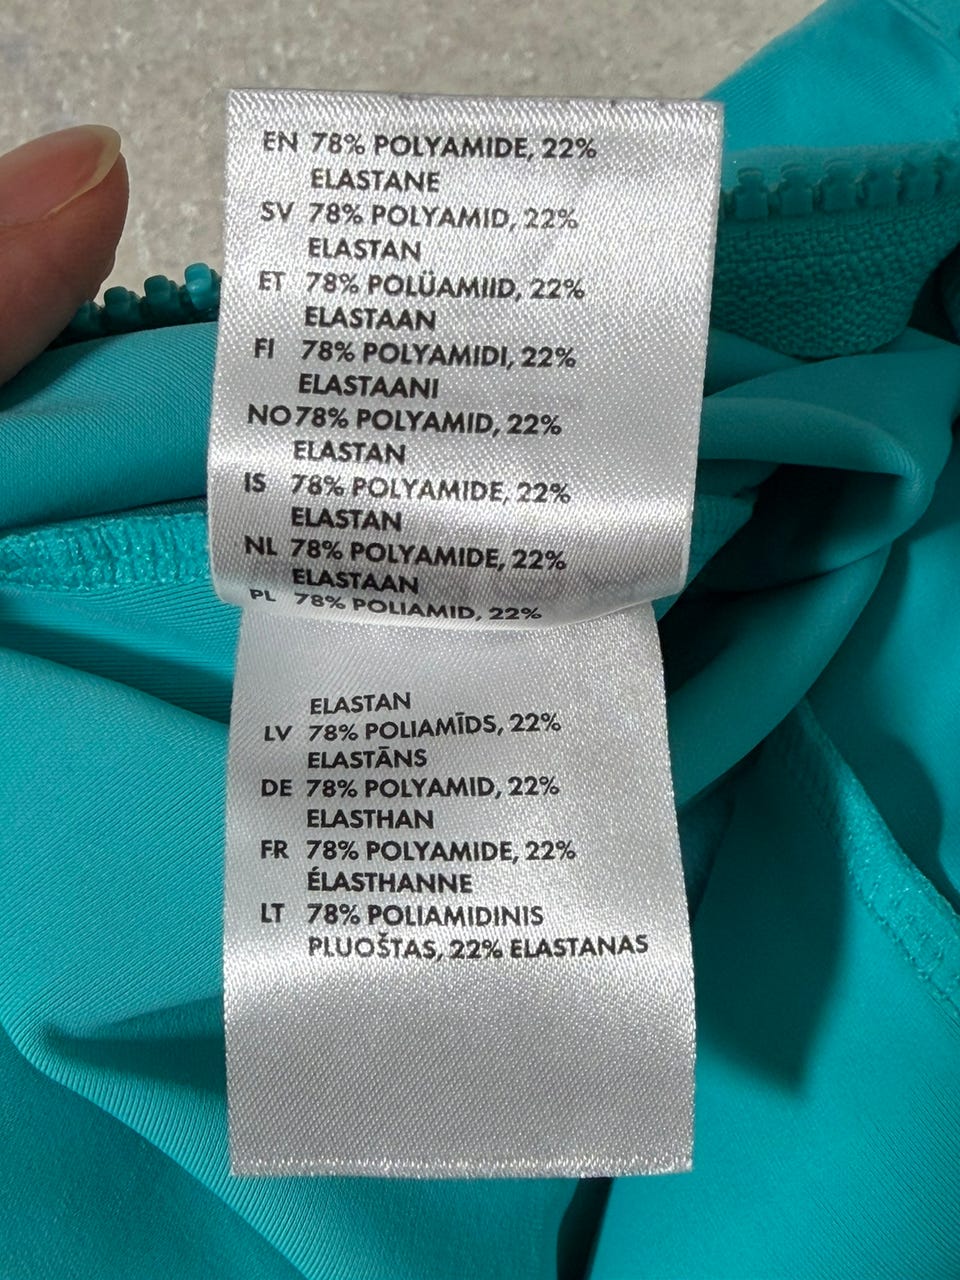 EN 78% POLYAMIDE, 22%
ELASTANE
SV 78% POLYAMID, 22%
ELASTAN
ET 78% POLÜAMIID, 22%
ELASTAAN
FI 78% POLYAMIDI, 22%
ELASTAANI
NO 78% POLYAMID, 22%
ELASTAN
IS 78% POLYAMIDE, 22%
ELASTAN
NL 78% POLYAMIDE, 22%
ELASTAAN
PL 78% POLIAMID, 22%
ELASTAN
LV 78% POLIAMĪDS, 22%
ELASTĀNS
DE 78% POLYAMID, 22%
ELASTHAN
FR 78% POLYAMIDE, 22%
ÉLASTHANNE
LT 78% POLIAMIDINIS
PLUOŠTAS, 22% ELASTANAS